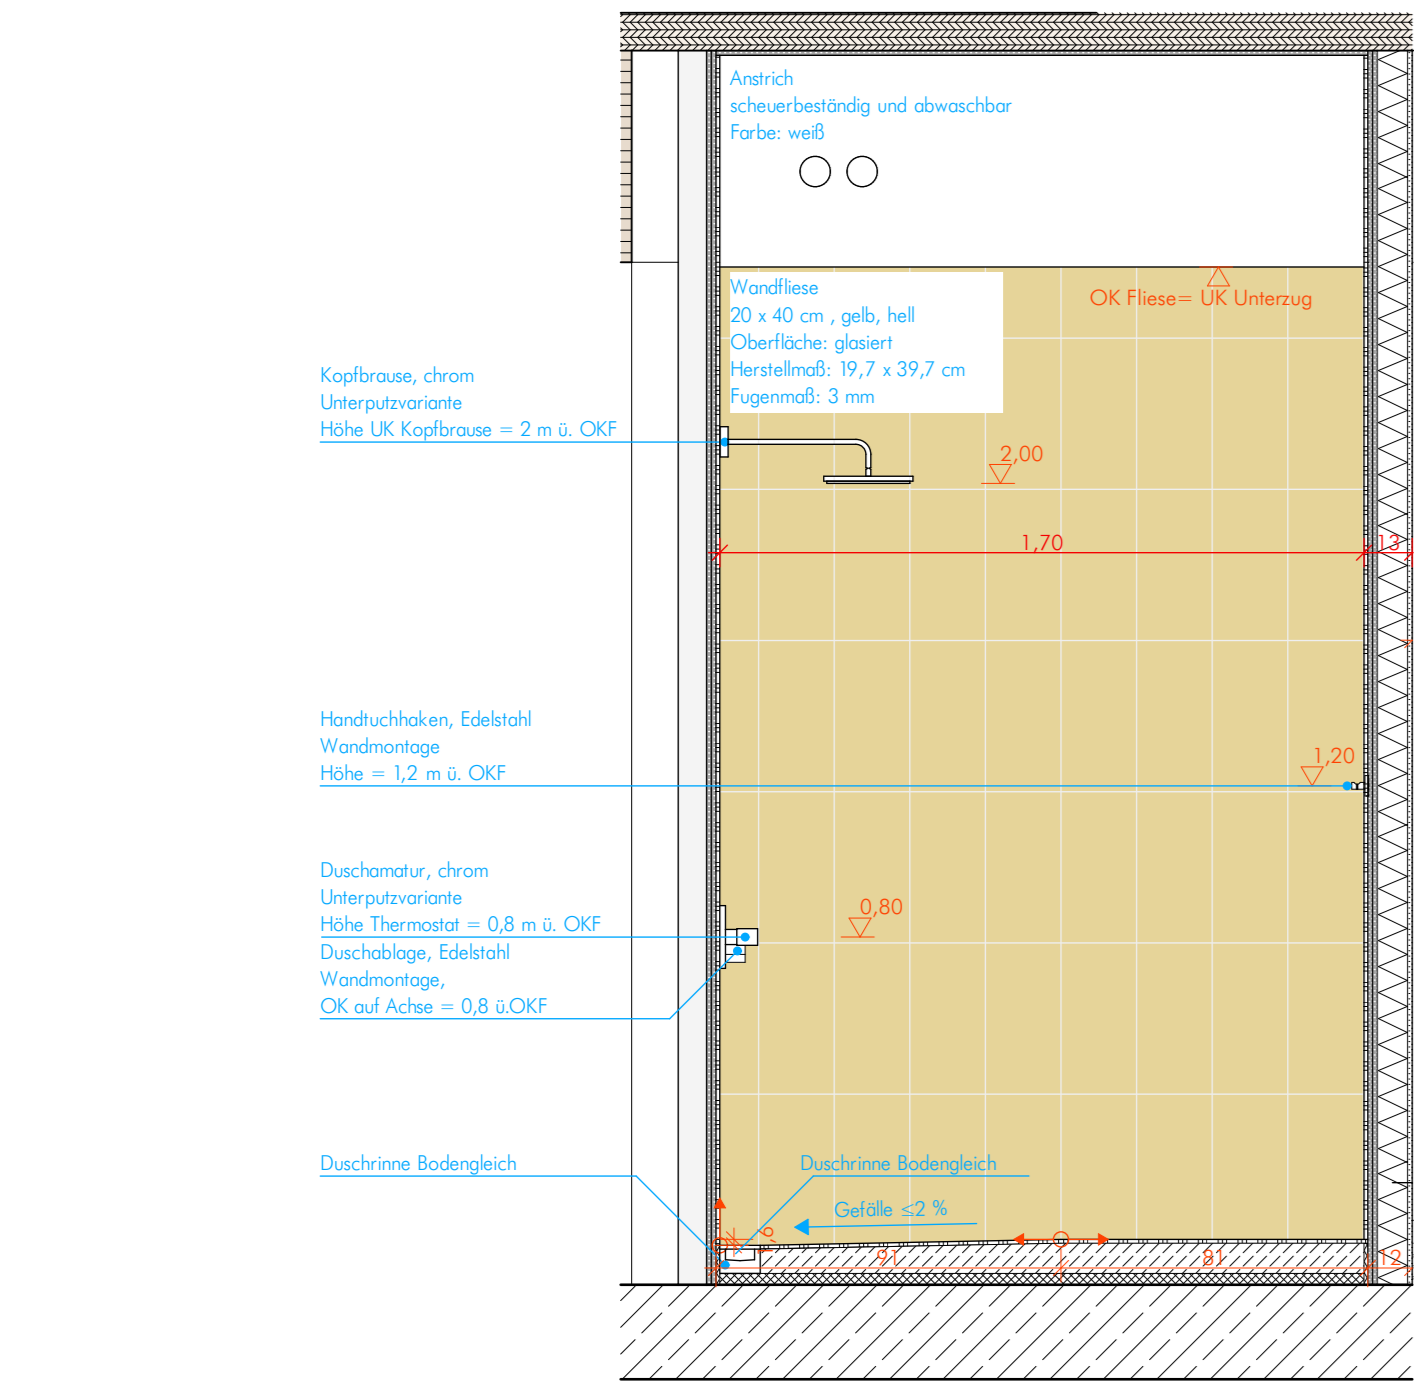 Anstrich
scheuerbeständig und abwaschbar
Farbe: weiß
Wandfliese
20 x 40 cm , gelb, hell
Oberfläche: glasiert
Herstellmaß: 19,7 x 39,7 cm
Fugenmaß: 3 mm
OK Fliese= UK Unterzug
Kopfbrause, chrom
Unterputzvariante
Höhe UK Kopfbrause = 2 m ü. OKF
2,00
1,70
13
Handtuchhaken, Edelstahl
Wandmontage
Höhe = 1,2 m ü. OKF
1,20
Duschamatur, chrom
Unterputzvariante
Höhe Thermostat = 0,8 m ü. OKF
0,80
Duschablage, Edelstahl
Wandmontage,
OK auf Achse = 0,8 ü.OKF
Duschrinne Bodengleich
Duschrinne Bodengleich
Gefälle ≤2 %
91
81
12